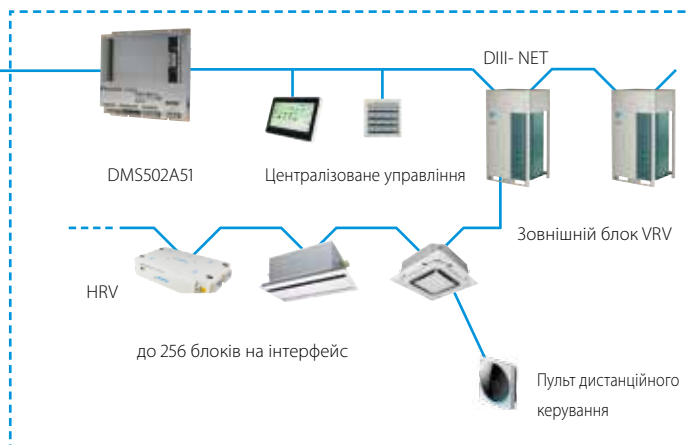 DIII- NET
DMS502A51
Централізоване управління
Зовнішній блок VRV
HRV
до 256 блоків на інтерфейс
Пульт дистанційного
керування